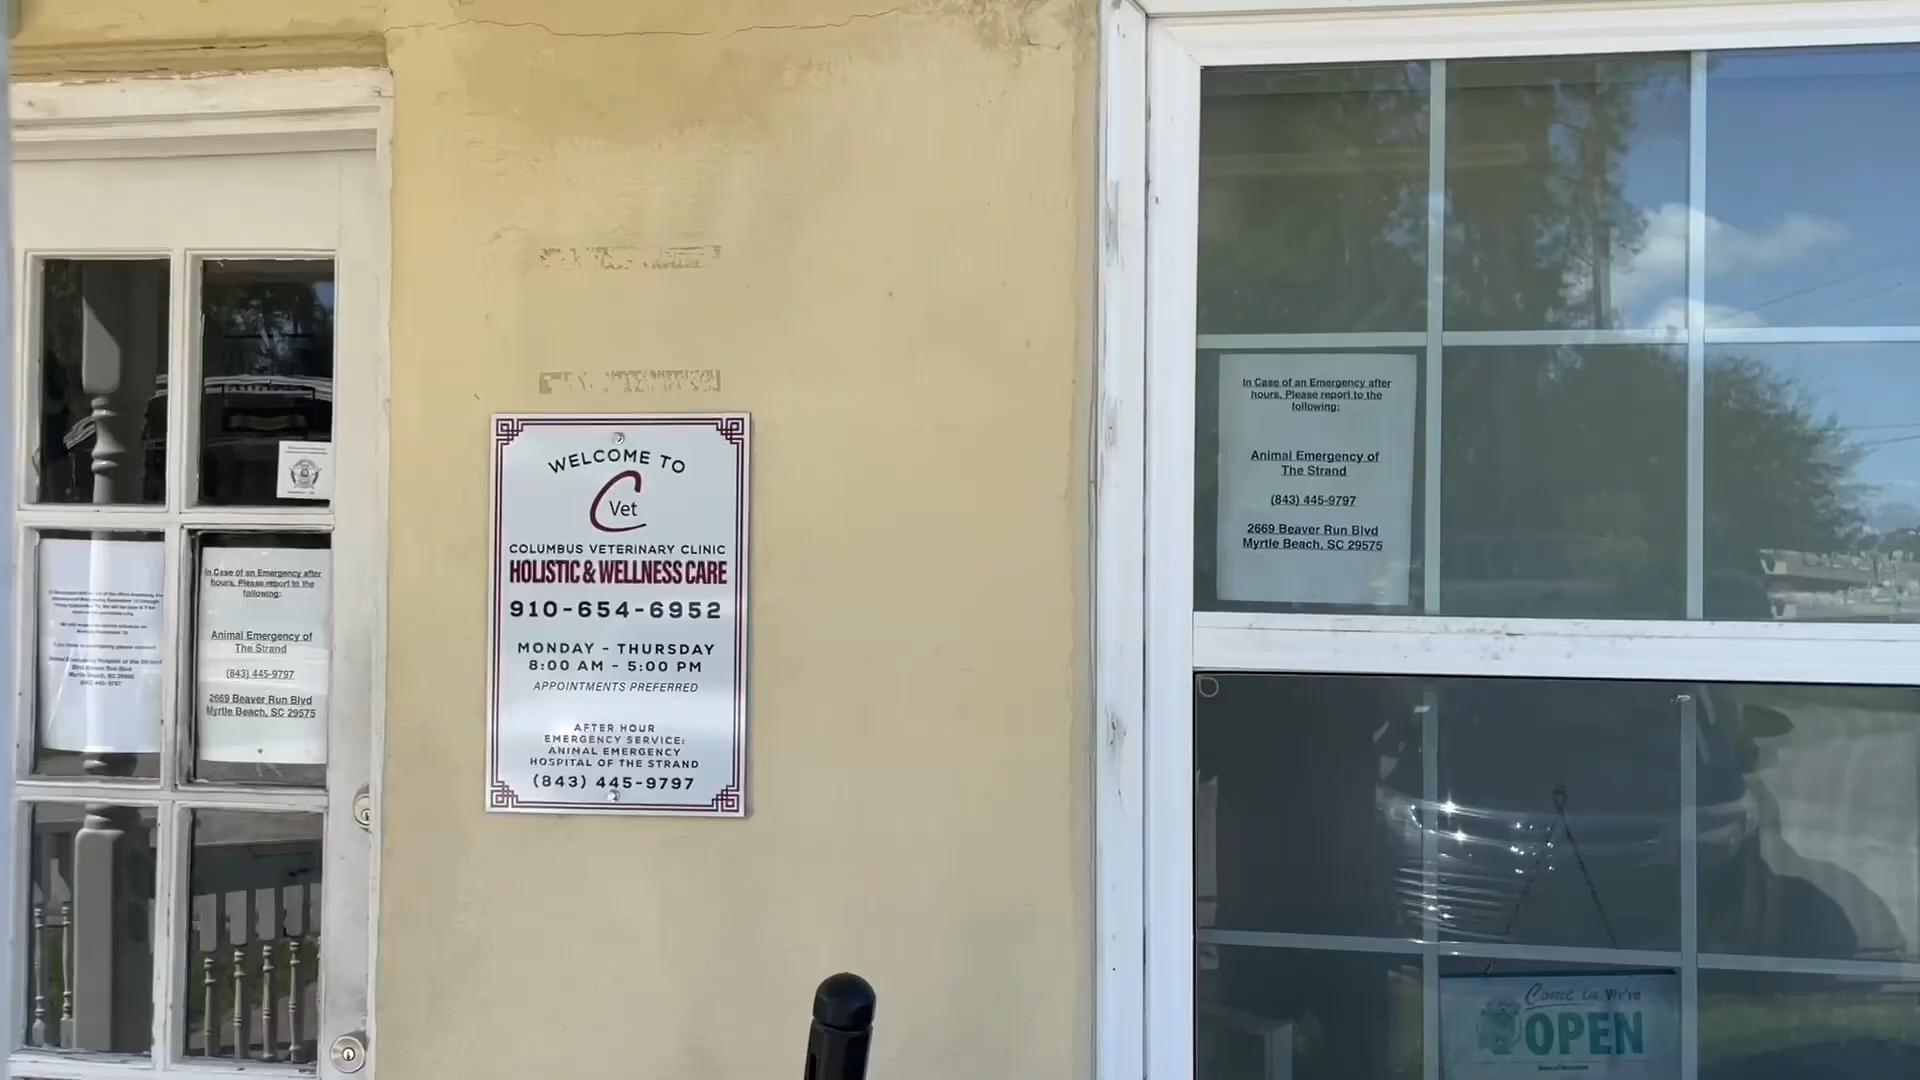 In Case of an Emergency after
hours, Please report to the
following:
Animal Emergency of
The Strand
(843) 445-9797
2669 Beaver Run Blvd
Myrtle Beach, SC 29575
WELCOME TO
C Vet
COLUMBUS VETERINARY CLINIC
HOLISTIC & WELLNESS CARE
910-654-6952
MONDAY - THURSDAY
8:00 AM - 5:00 PM
APPOINTMENTS PREFERRED
AFTER HOUR
EMERGENCY SERVICE:
ANIMAL EMERGENCY
HOSPITAL OF THE STRAND
(843) 445-9797
In Case of an Emergency after
hours, Please report to the
following:
Animal Emergency of
The Strand
(843) 445-9797
2669 Beaver Run Blvd
Myrtle Beach, SC 29575
Come in We're
OPEN